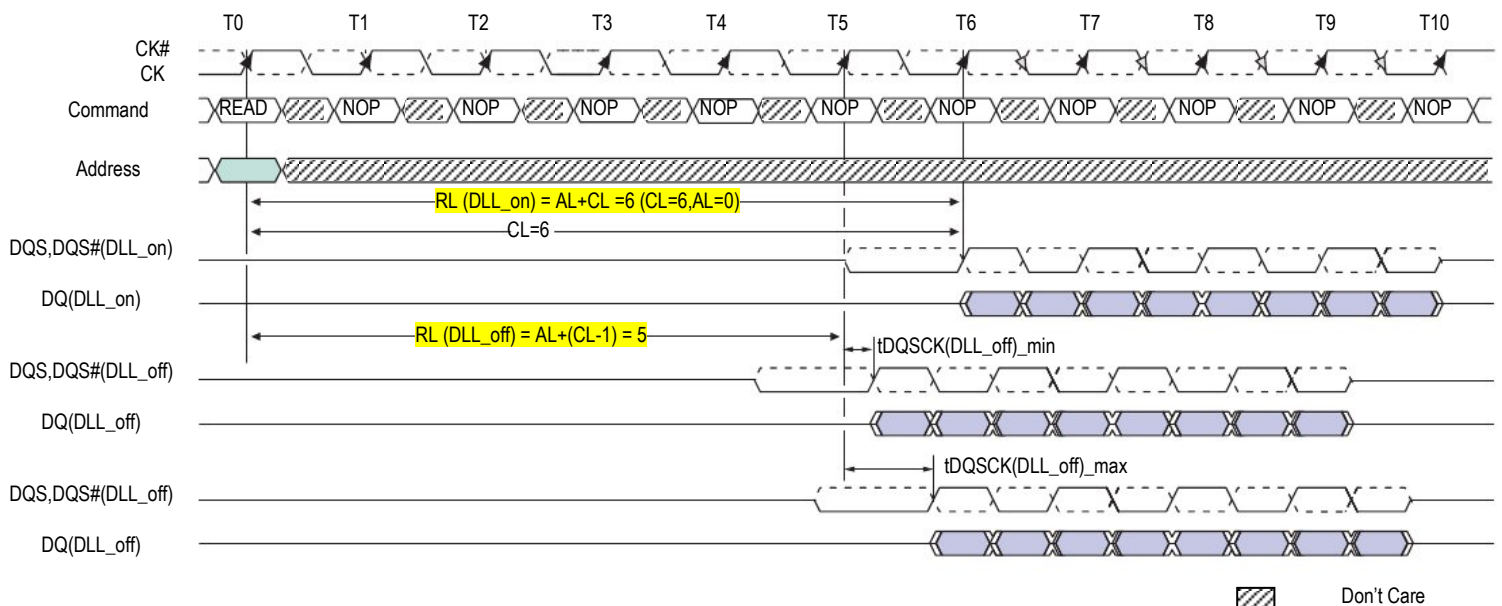 T0 T1 T2 T3 T4 T5 T6 T7 T8 T9 T10
CK#
CK
Command READ NOP NOP NOP NOP NOP NOP NOP NOP NOP NOP
Address
RL (DLL_on) = AL+CL =6 (CL=6,AL=0)
CL=6
DQS,DQS#(DLL_on)
DQ(DLL_on)
RL (DLL_off) = AL+(CL-1) = 5
tDQSCK(DLL_off)_min
DQS,DQS#(DLL_off)
DQ(DLL_off)
tDQSCK(DLL_off)_max
DQS,DQS#(DLL_off)
DQ(DLL_off)
Don't Care